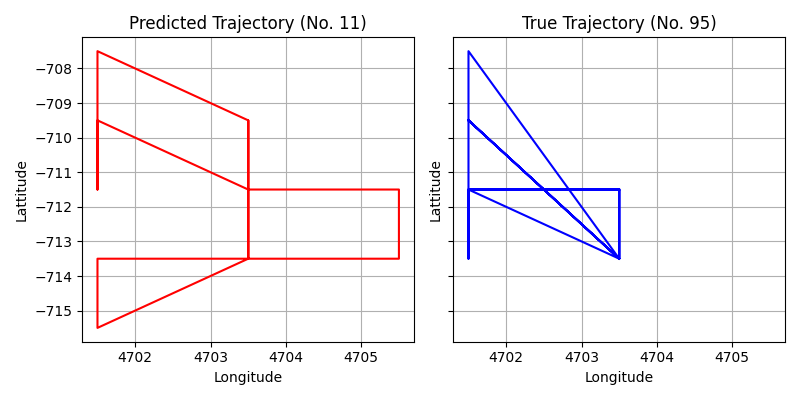 Predicted Trajectory (No. 11)
True Trajectory (No. 95)
Lattitude
−708
−709
−710
−711
−712
−713
−714
−715
4702 4703 4704 4705
Longitude
Lattitude
4702 4703 4704 4705
Longitude